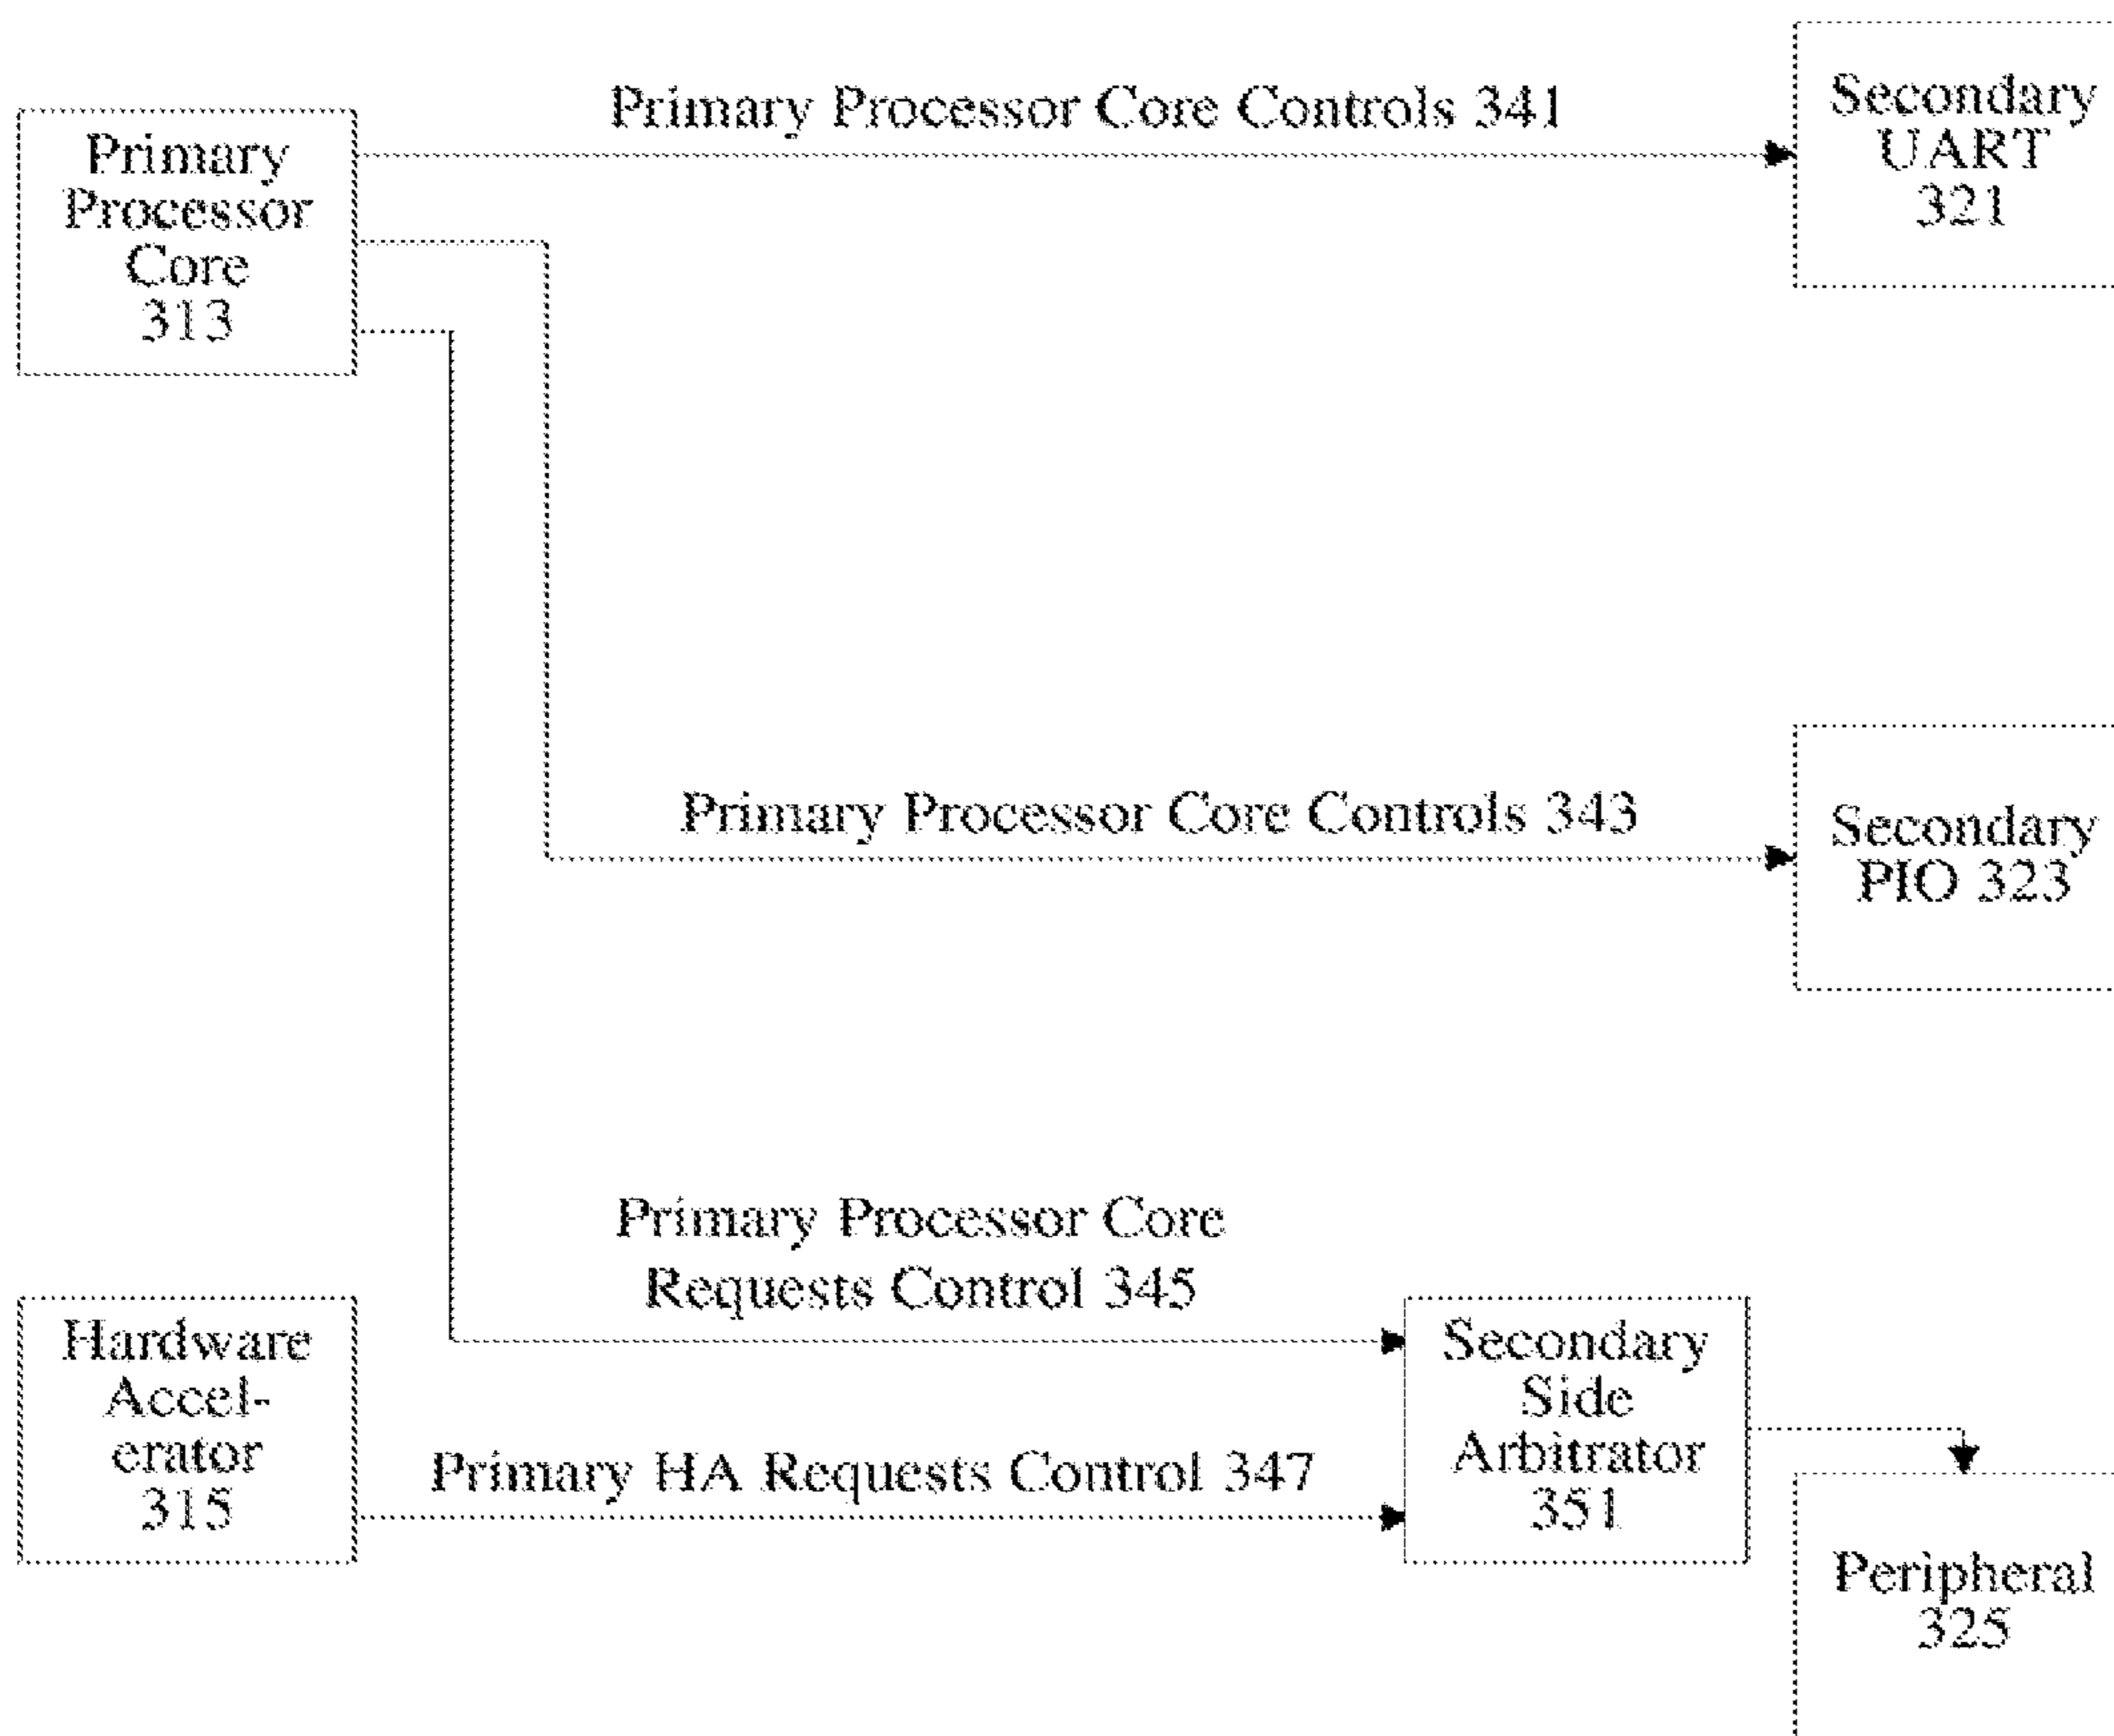 Primary Processor Core Controls 341
Secondary
UART
321
Primary
Processor
Core
313
Primary Processor Core Controls 343
Secondary
PIO 323
Primary Processor Core
Requests Control 345
Hardware
Accel-
erator
315
Primary HA Requests Control 347
Secondary
Side
Arbitrator
351
Peripheral
325